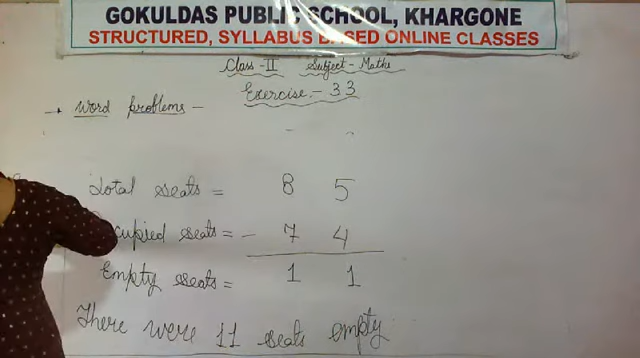 GOKULDAS PUBLIC SCHOOL, KHARGONE
STRUCTURED, SYLLABUS BASED ONLINE CLASSES
Class - II Subject - Maths
Exercise - 33
→ Word problems -
Total seats = 8 5
cupied seats = - 7 4
Empty seats = 1 1
There were 11 seats empty